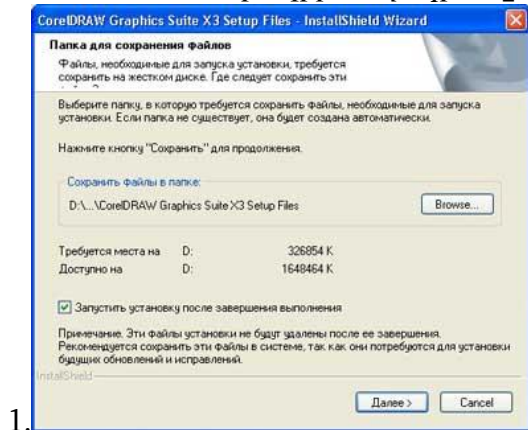 CorelDRAW Graphics Suite X3 Setup Files - InstallShield Wizard
Папка для сохранения файлов
Файлы, необходимые для запуска установки, требуется
сохранить на жестком диске. Где следует сохранить эти
Выберите папку, в которую требуется сохранить файлы, необходимые для запуска
установки. Если папка не существует, она будет создана автоматически.
Нажмите кнопку "Сохранить" для продолжения.
Сохранить файлы в папке:
D:\...\CorelDRAW Graphics Suite X3 Setup Files
Browse...
Требуется места на D: 326854 K
Доступно на D: 1648464 K
Запустить установку после завершения выполнения
Примечание. Эти файлы установки не будут удалены после ее завершения.
Рекомендуется сохранить эти файлы в системе, так как они потребуются для установки
будущих обновлений и исправлений.
InstallShield
Далее >
Cancel
1.